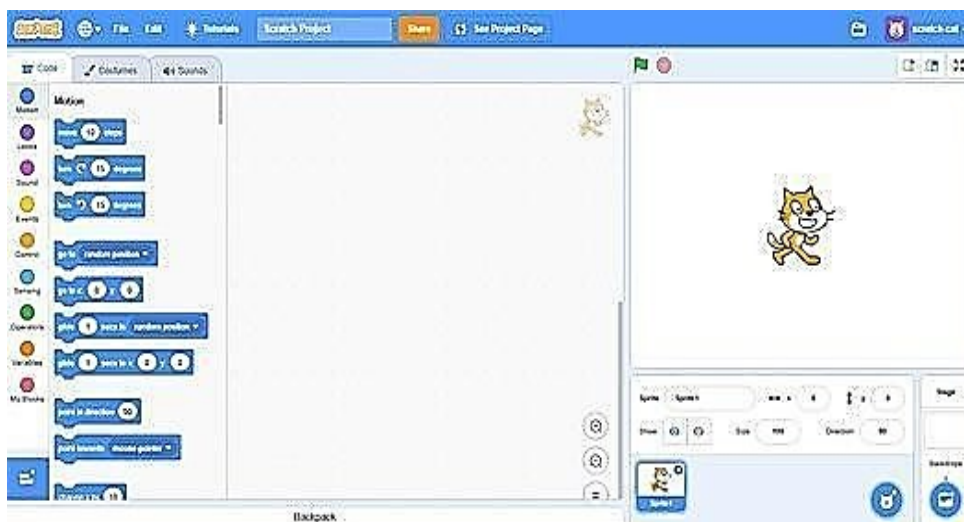 SCRATCH File Edit Tutorials Scratch Project Share See Project Page scratch-cat
Code Costumes Sounds
Motion
Looks
Sound
Events
Control
Sensing
Operators
Variables
My Blocks
Motion
move 10 steps
turn 15 degrees
turn 15 degrees
go to random position
go to x: 0 y: 0
glide 1 secs to random position
glide 1 secs to x: 0 y: 0
point in direction 90
point towards mouse-pointer
change x by 10
Backpack
Sprite Sprite1 x 0 y 0
Show Size 100 Direction 90
Sprite1
Stage
Backdrops